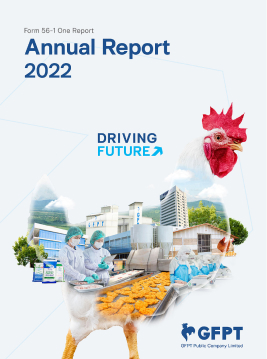 Form 56-1 One Report
Annual Report
2022
DRIVING
FUTURE
GFPT
GFPT Public Company Limited